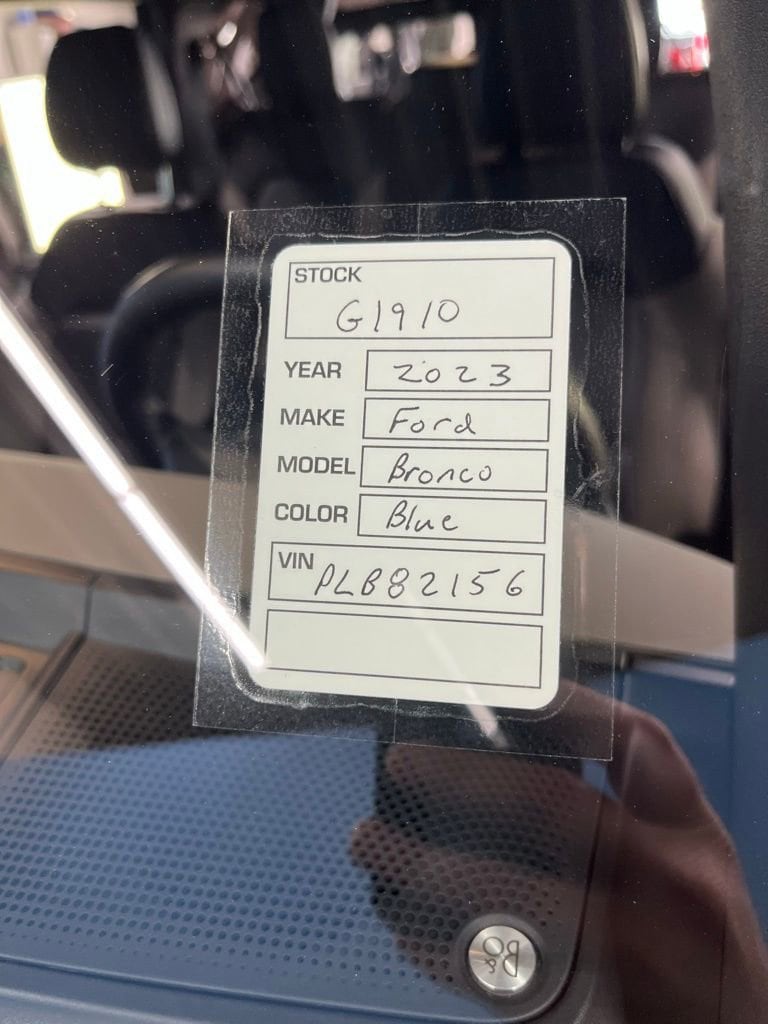 STOCK
G1910
YEAR 2023
MAKE Ford
MODEL Bronco
COLOR Blue
VIN PLB82156
B&O